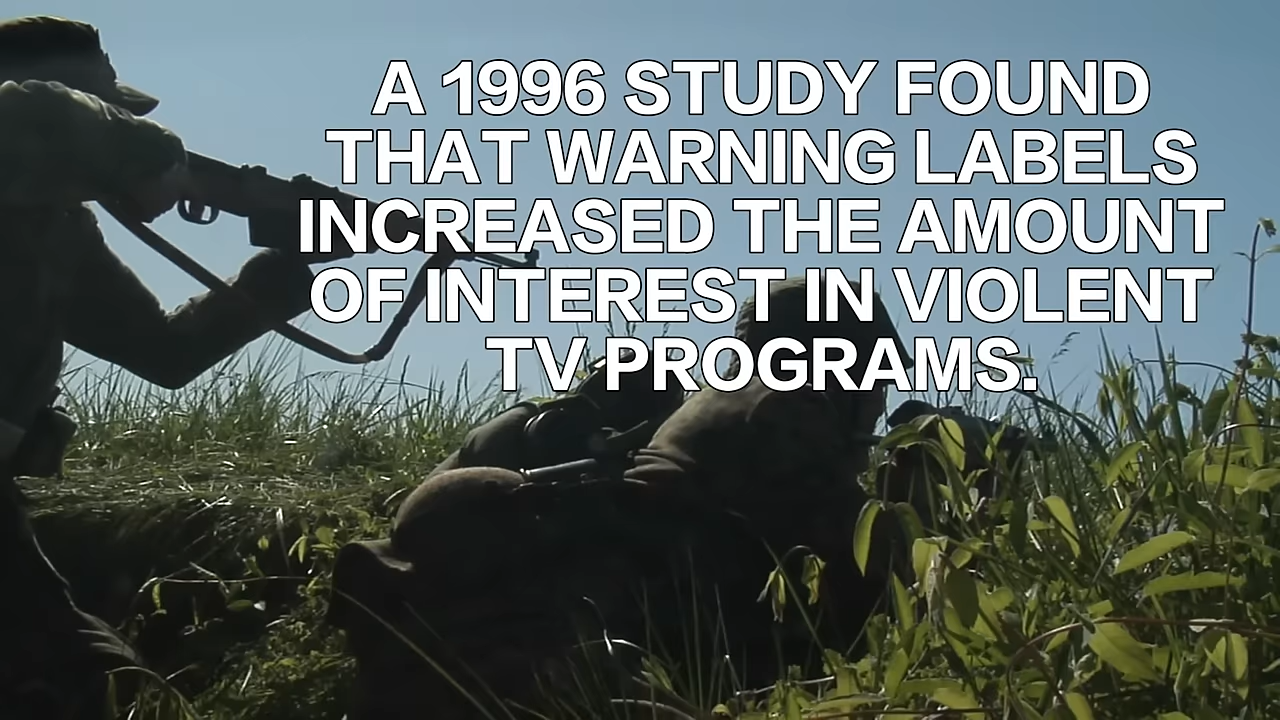 A 1996 STUDY FOUND
THAT WARNING LABELS
INCREASED THE AMOUNT
OF INTEREST IN VIOLENT
TV PROGRAMS.